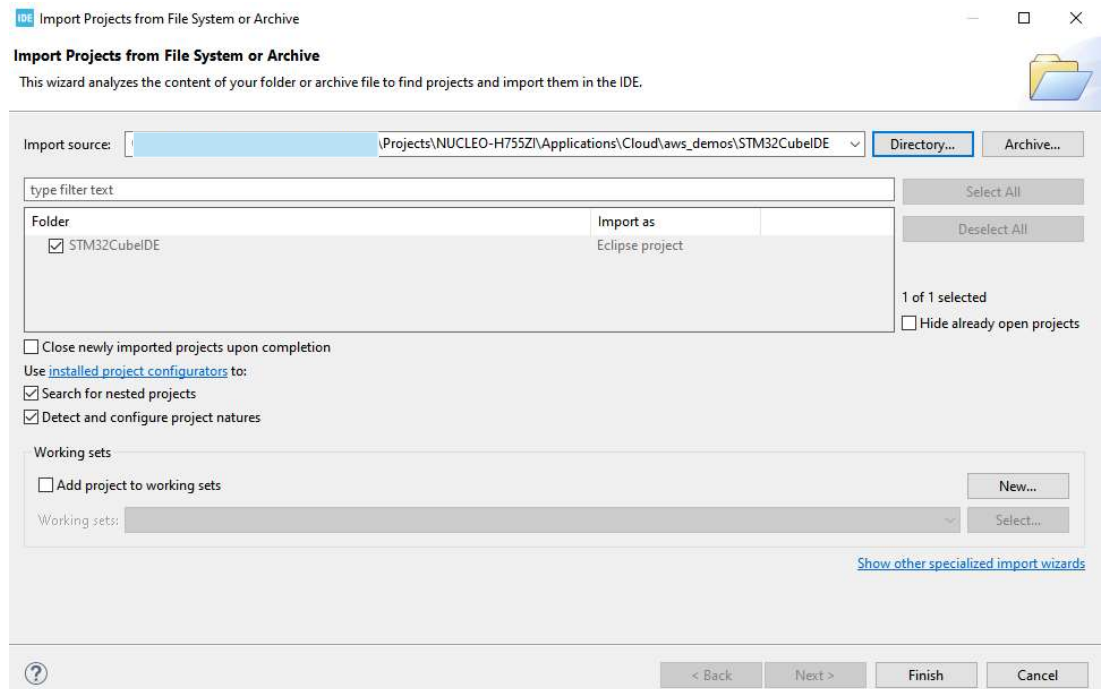 IDE Import Projects from File System or Archive
Import Projects from File System or Archive
This wizard analyzes the content of your folder or archive file to find projects and import them in the IDE.
Import source: \Projects\NUCLEO-H755ZI\Applications\Cloud\aws_demos\STM32CubeIDE Directory... Archive...
type filter text Select All
Folder Import as Deselect All
STM32CubeIDE Eclipse project
1 of 1 selected
Hide already open projects
Close newly imported projects upon completion
Use installed project configurators to:
Search for nested projects
Detect and configure project natures
Working sets
Add project to working sets New...
Working sets: Select...
Show other specialized import wizards
? < Back Next > Finish Cancel